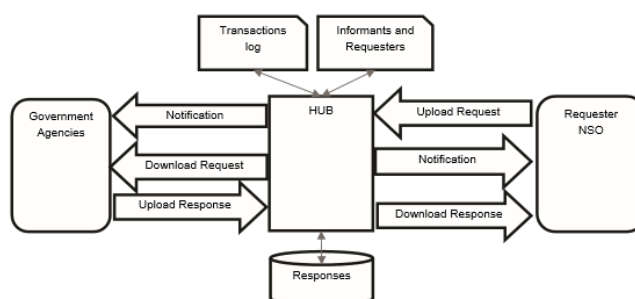 Transactions
log
Informants and
Requesters
Government
Agencies
Notification
HUB
Upload Request
Requester
NSO
Download Request
Notification
Upload Response
Download Response
Responses